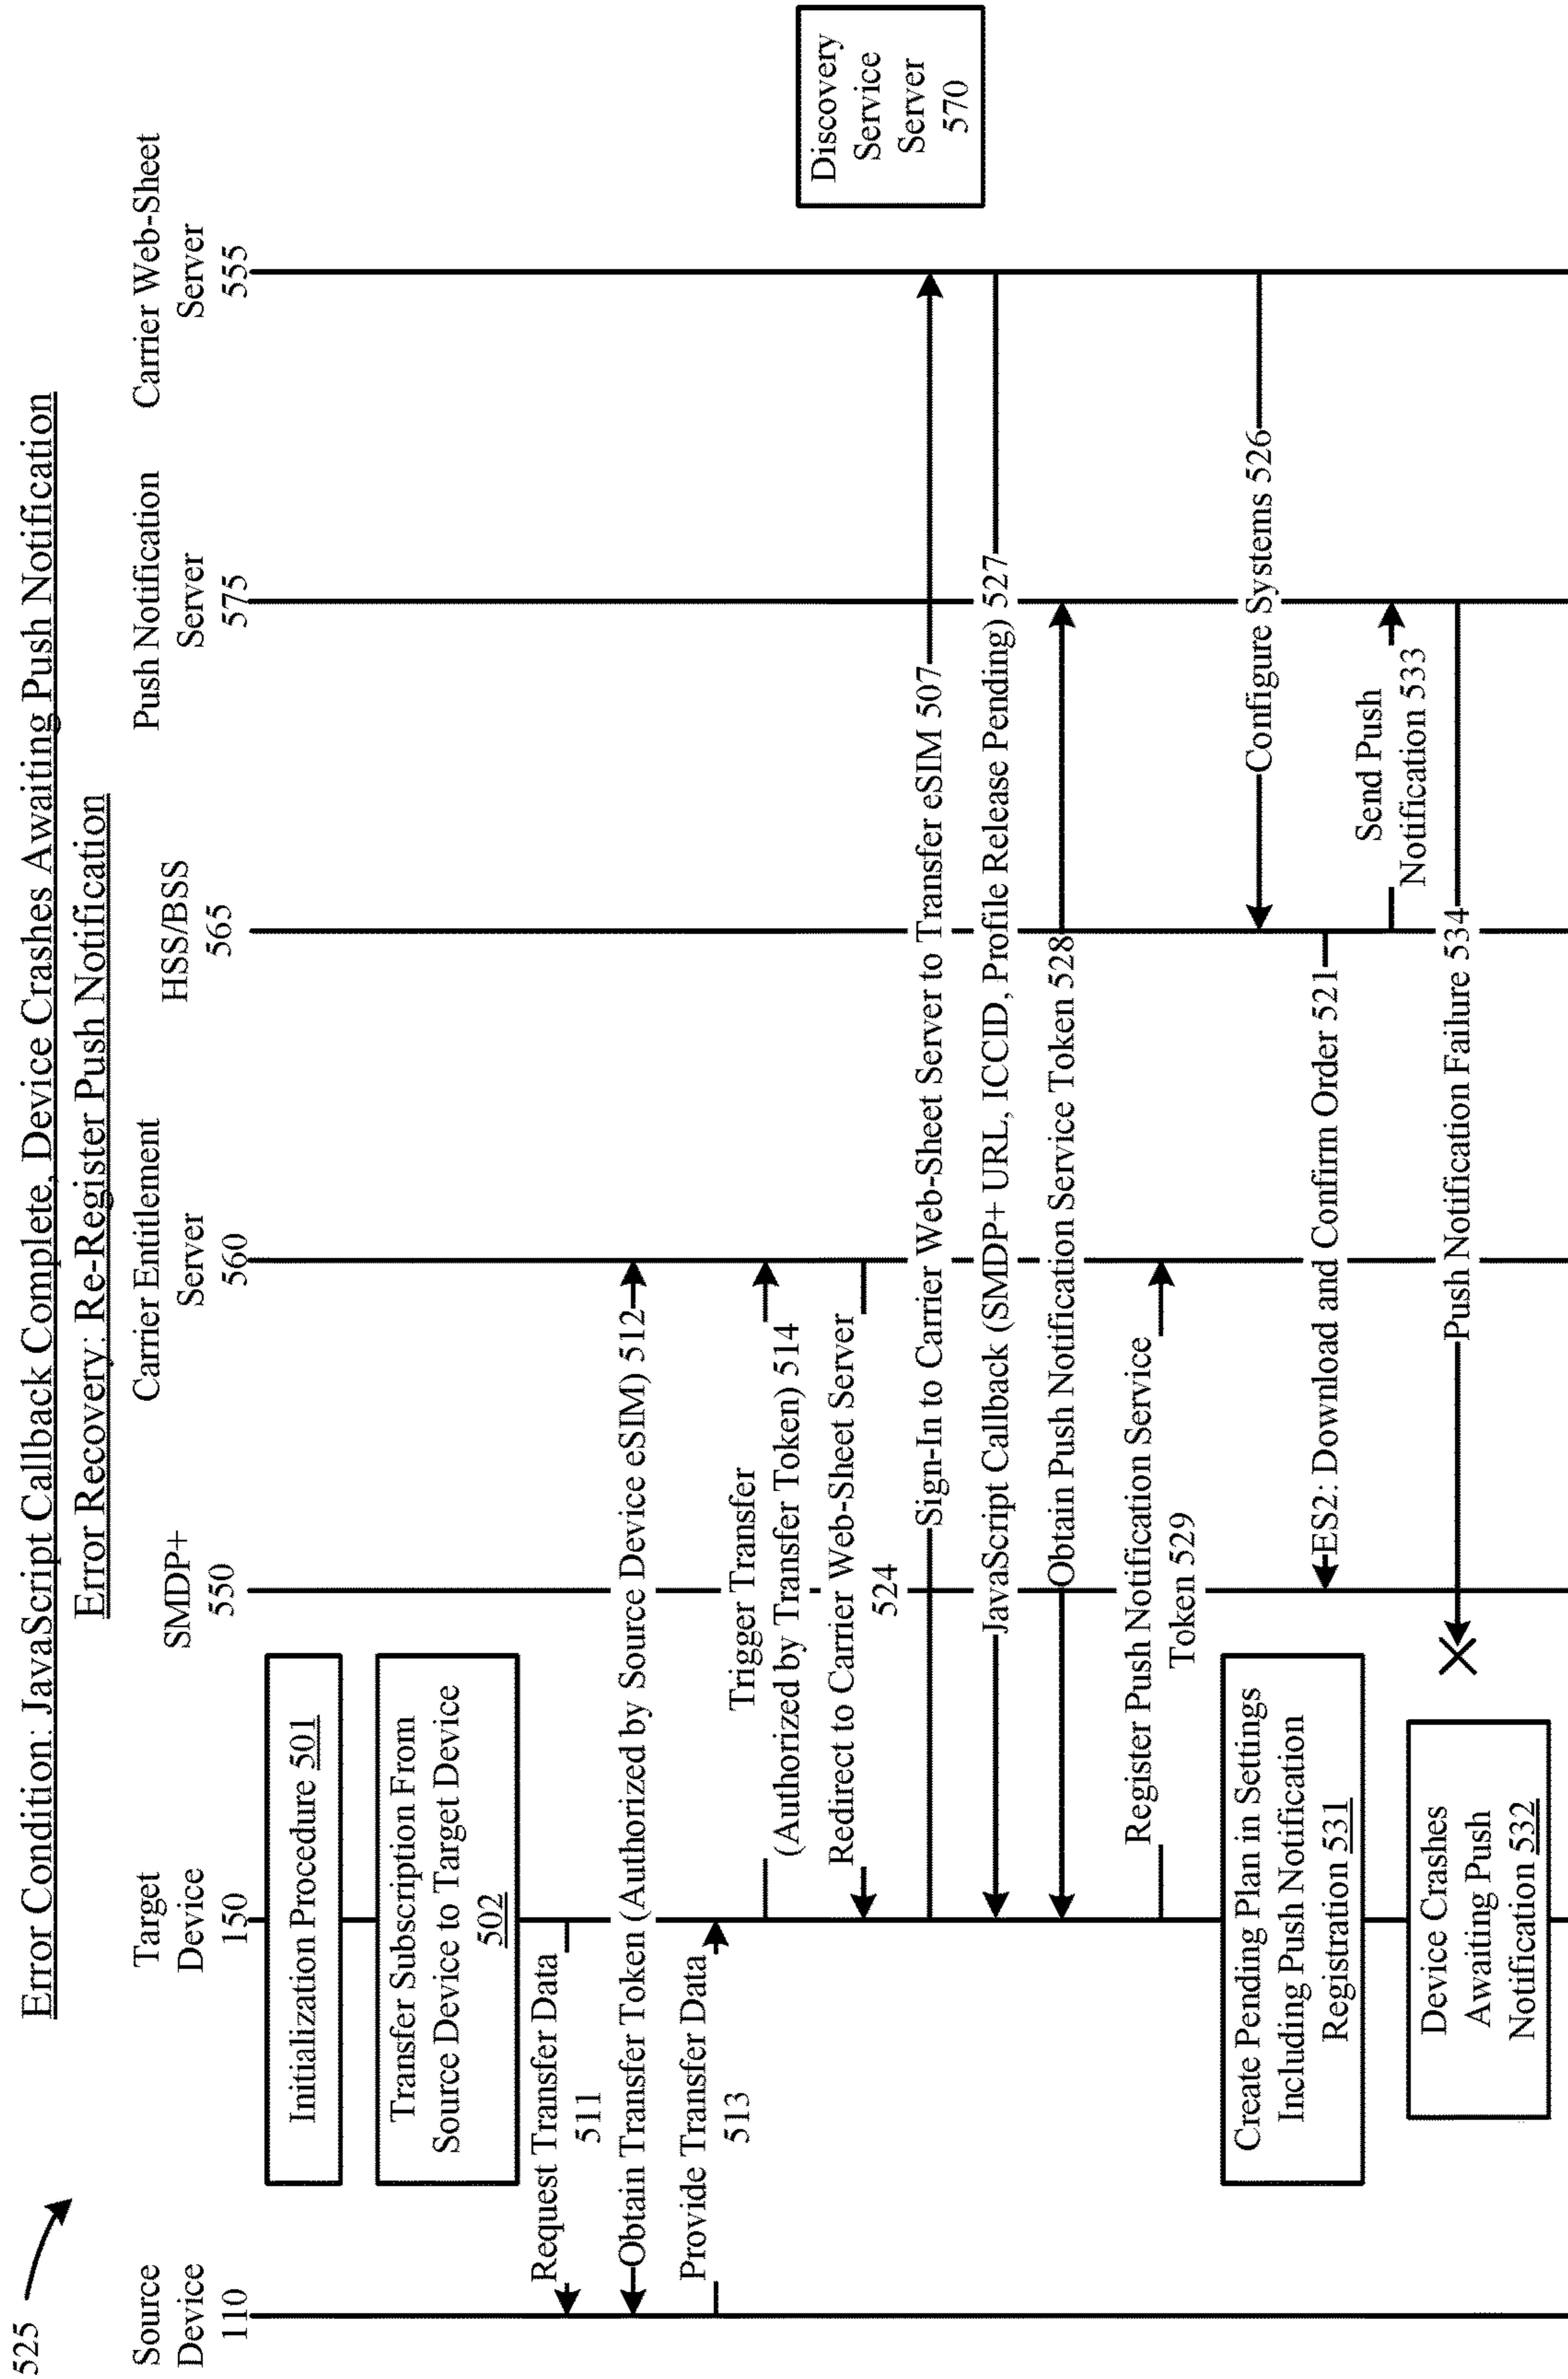 525
Error Condition: JavaScript Callback Complete, Device Crashes Awaiting Push Notification
Error Recovery: Re-Register Push Notification
Source
Device
110
Target
Device
150
SMDP+
550
Carrier Entitlement
Server
560
HSS/BSS
565
Push Notification
Server
575
Carrier Web-Sheet
Server
555
Initialization Procedure 501
Transfer Subscription From
Source Device to Target Device
502
Request Transfer Data
511
Obtain Transfer Token (Authorized by Source Device eSIM) 512
Provide Transfer Data
513
Trigger Transfer
(Authorized by Transfer Token) 514
Redirect to Carrier Web-Sheet Server
524
Discovery
Service
Server
570
Sign-In to Carrier Web-Sheet Server to Transfer eSIM 507
JavaScript Callback (SMDP+ URL, ICCID, Profile Release Pending) 527
Obtain Push Notification Service Token 528
Register Push Notification Service
Token 529
Create Pending Plan in Settings
Including Push Notification
Registration 531
Configure Systems 526
ES2: Download and Confirm Order 521
Send Push
Notification 533
Device Crashes
Awaiting Push
Notification 532
Push Notification Failure 534